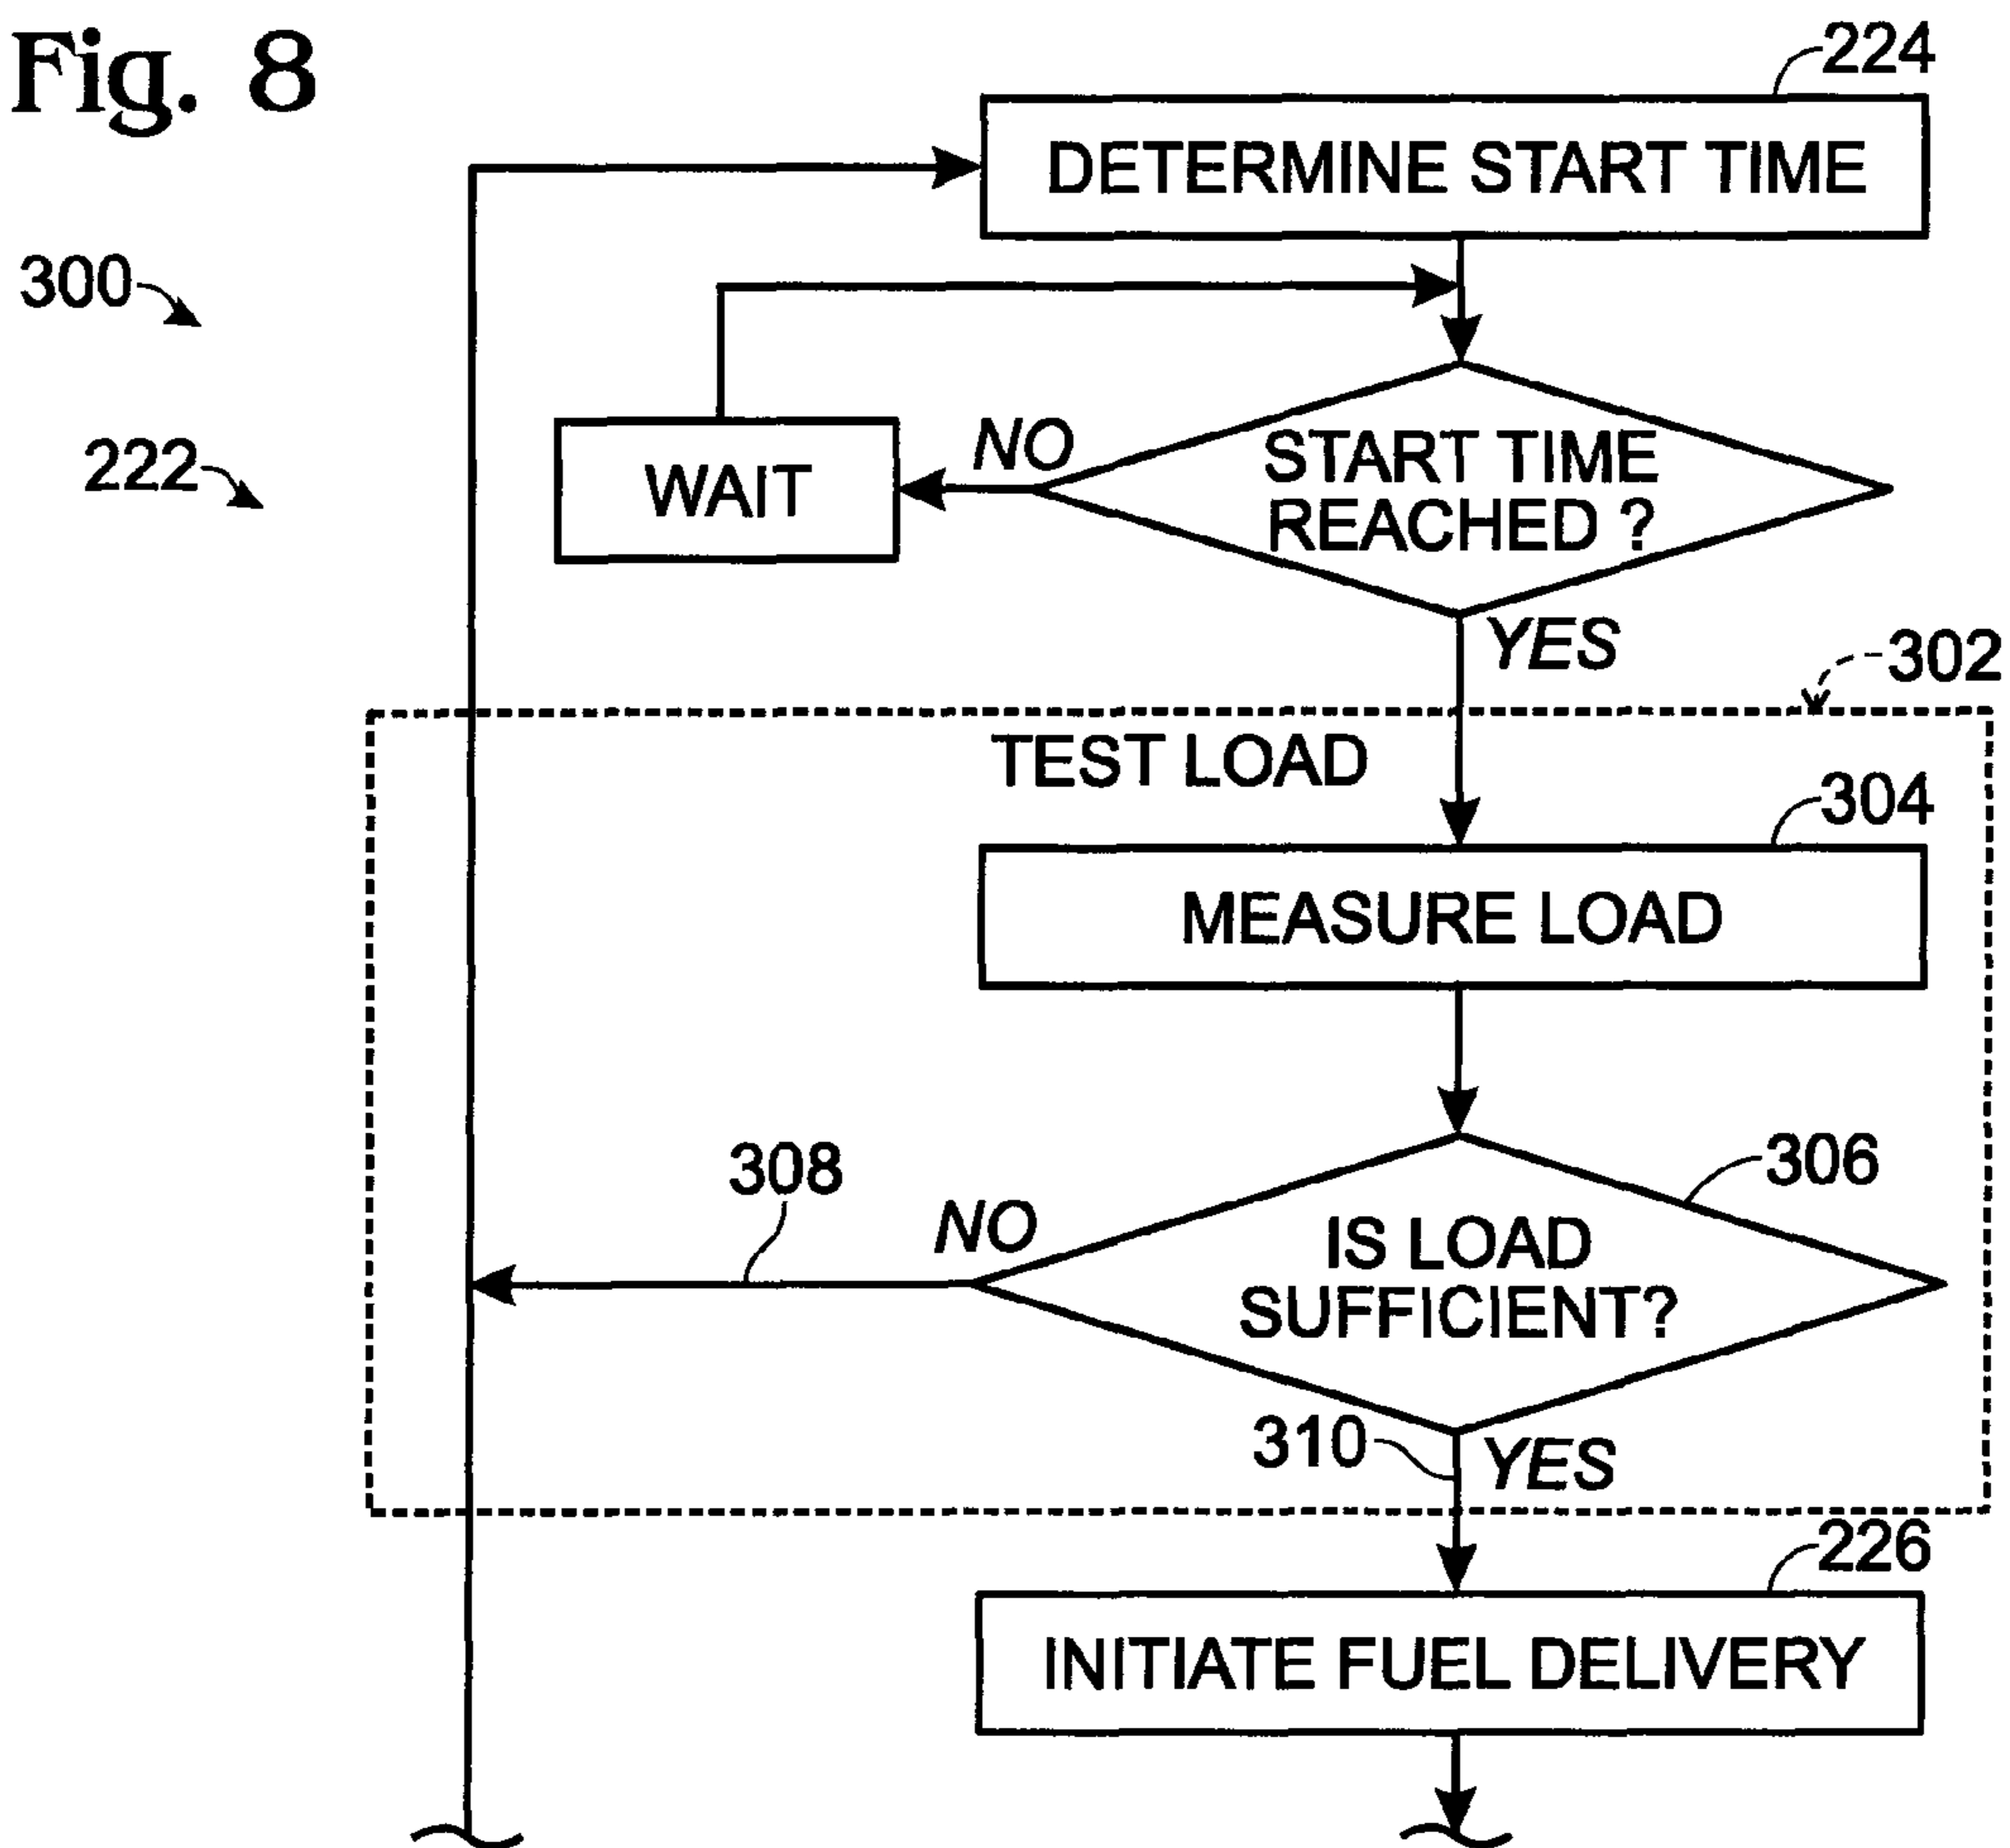 Fig. 8
224
DETERMINE START TIME
300
222
WAIT
NO
START TIME
REACHED ?
YES
302
TEST LOAD
304
MEASURE LOAD
308
NO
306
IS LOAD
SUFFICIENT?
310
YES
226
INITIATE FUEL DELIVERY